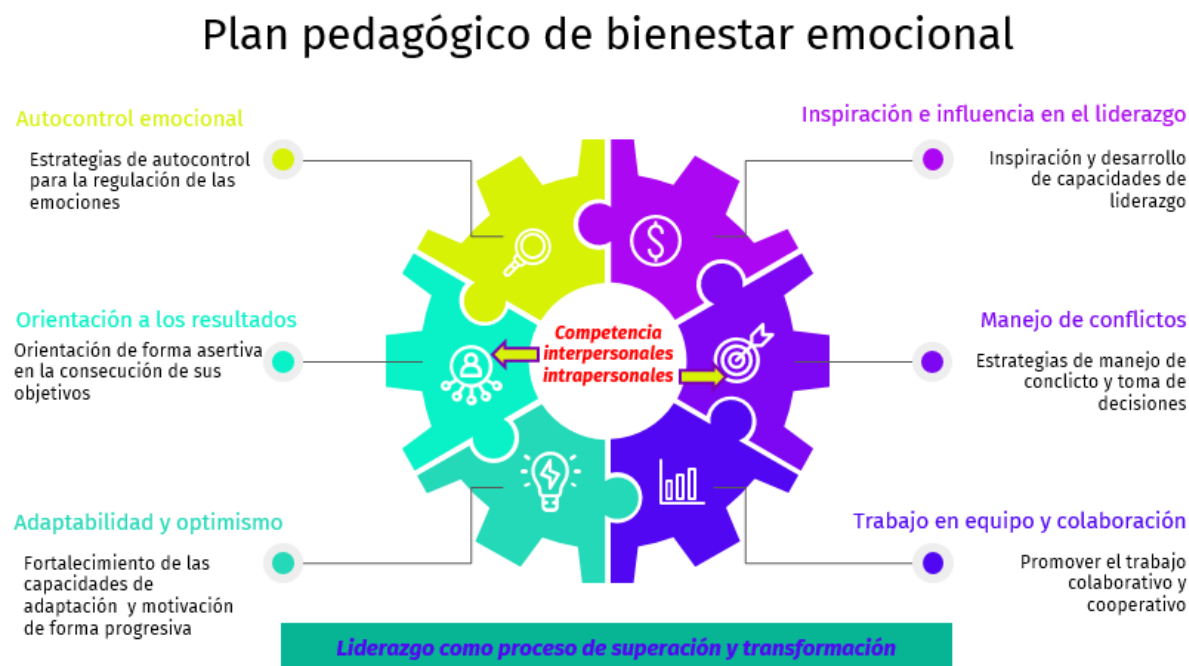 Plan pedagógico de bienestar emocional
Autocontrol emocional
Estrategias de autocontrol
para la regulación de las
emociones
Orientación a los resultados
Orientación de forma asertiva
en la consecución de sus
objetivos
Adaptabilidad y optimismo
Fortalecimiento de las
capacidades de
adaptación y motivación
de forma progresiva
Competencia
interpersonales
intrapersonales
Inspiración e influencia en el liderazgo
Inspiración y desarrollo
de capacidades de
liderazgo
Manejo de conflictos
Estrategias de manejo de
conclicto y toma de
decisiones
Trabajo en equipo y colaboración
Promover el trabajo
colaborativo y
cooperativo
Liderazgo como proceso de superación y transformación